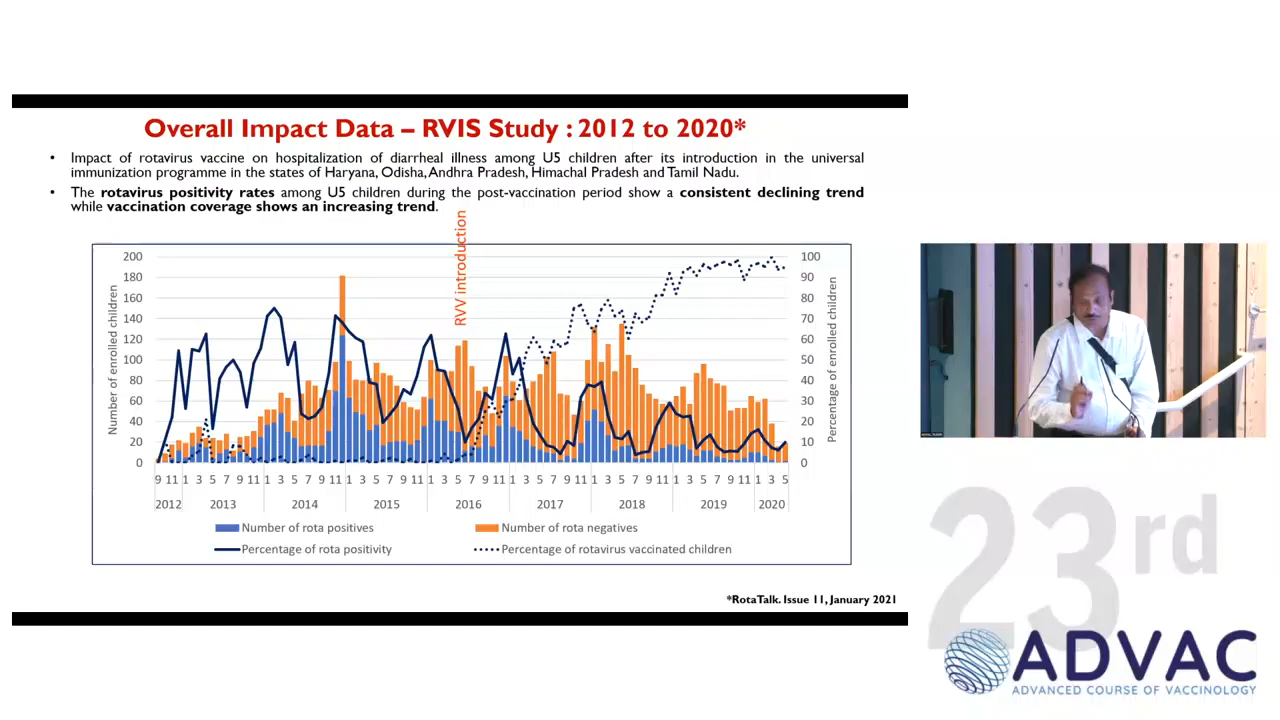 Overall Impact Data – RVIS Study : 2012 to 2020*
• Impact of rotavirus vaccine on hospitalization of diarrheal illness among U5 children after its introduction in the universal
immunization programme in the states of Haryana, Odisha, Andhra Pradesh, Himachal Pradesh and Tamil Nadu.
• The rotavirus positivity rates among U5 children during the post-vaccination period show a consistent declining trend
while vaccination coverage shows an increasing trend.
RVV introduction
Number of enrolled children
200
180
160
140
120
100
80
60
40
20
0
100
90
80
70
60
50
40
30
20
10
0
Percentage of enrolled children
9 11 1 3 5 7 9 11 1 3 5 7 9 11 1 3 5 7 9 11 1 3 5 7 9 11 1 3 5 7 9 11 1 3 5 7 9 11 1 3 5 7 9 11 1 3 5
2012 2013 2014 2015 2016 2017 2018 2019 2020
Number of rota positives Number of rota negatives
Percentage of rota positivity Percentage of rotavirus vaccinated children
*RotaTalk. Issue 11, January 2021
23rd
ADVAC
ADVANCED COURSE OF VACCINOLOGY